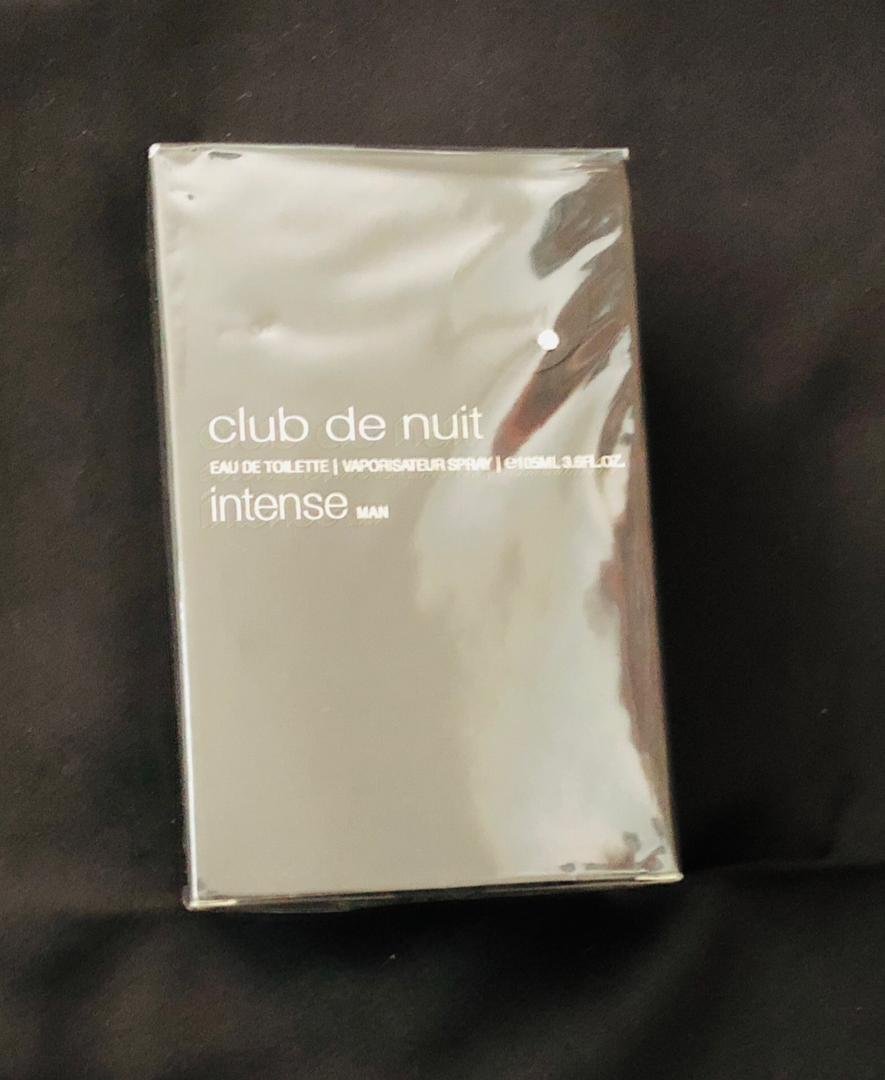 club de nuit
EAU DE TOILETTE | VAPORISATEUR SPRAY | ℮105ML 3.6FL.OZ.
intense MAN